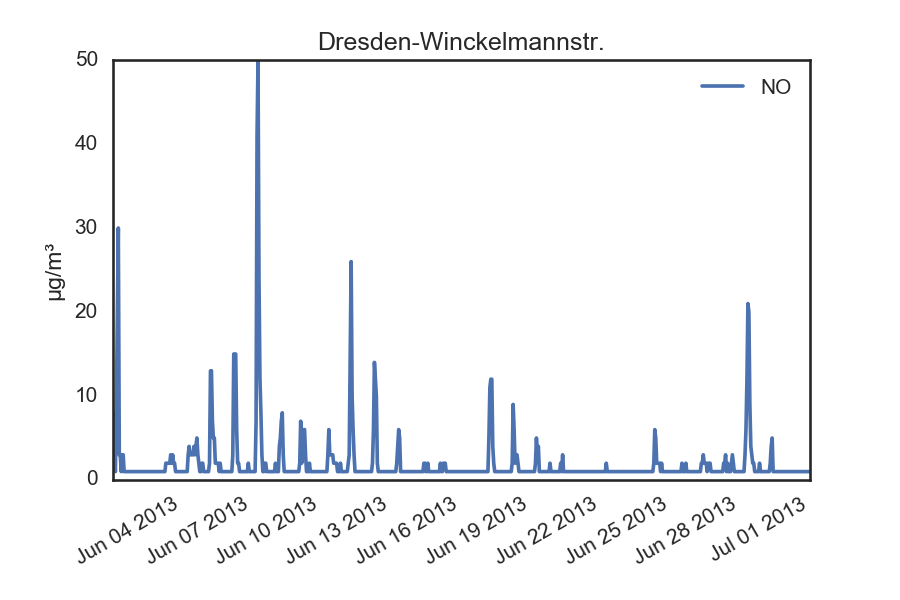 Dresden-Winckelmannstr.
50
40
30
20
10
0
µg/m³
NO
Jun 04 2013
Jun 07 2013
Jun 10 2013
Jun 13 2013
Jun 16 2013
Jun 19 2013
Jun 22 2013
Jun 25 2013
Jun 28 2013
Jul 01 2013